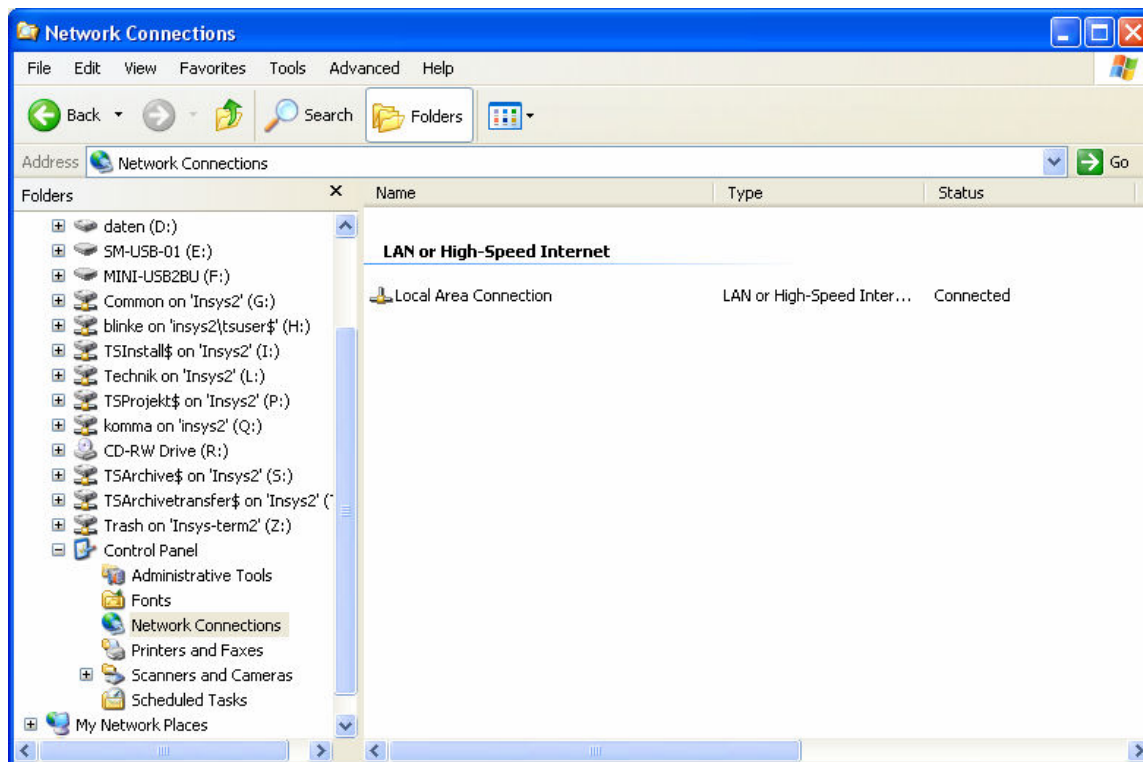 Network Connections
File Edit View Favorites Tools Advanced Help
Back Search Folders
Address Network Connections Go
Folders x Name Type Status
daten (D:)
SM-USB-01 (E:)
LAN or High-Speed Internet
MINI-USB2BU (F:)
Common on 'Insys2' (G:)
Local Area Connection LAN or High-Speed Inter... Connected
blinke on 'insys2\tsuser$' (H:)
TSInstall$ on 'Insys2' (I:)
Technik on 'Insys2' (L:)
TSProjekt$ on 'Insys2' (P:)
komma on 'insys2' (Q:)
CD-RW Drive (R:)
TSArchive$ on 'Insys2' (S:)
TSArchivetransfer$ on 'Insys2' (
Trash on 'Insys-term2' (Z:)
Control Panel
Administrative Tools
Fonts
Network Connections
Printers and Faxes
Scanners and Cameras
Scheduled Tasks
My Network Places